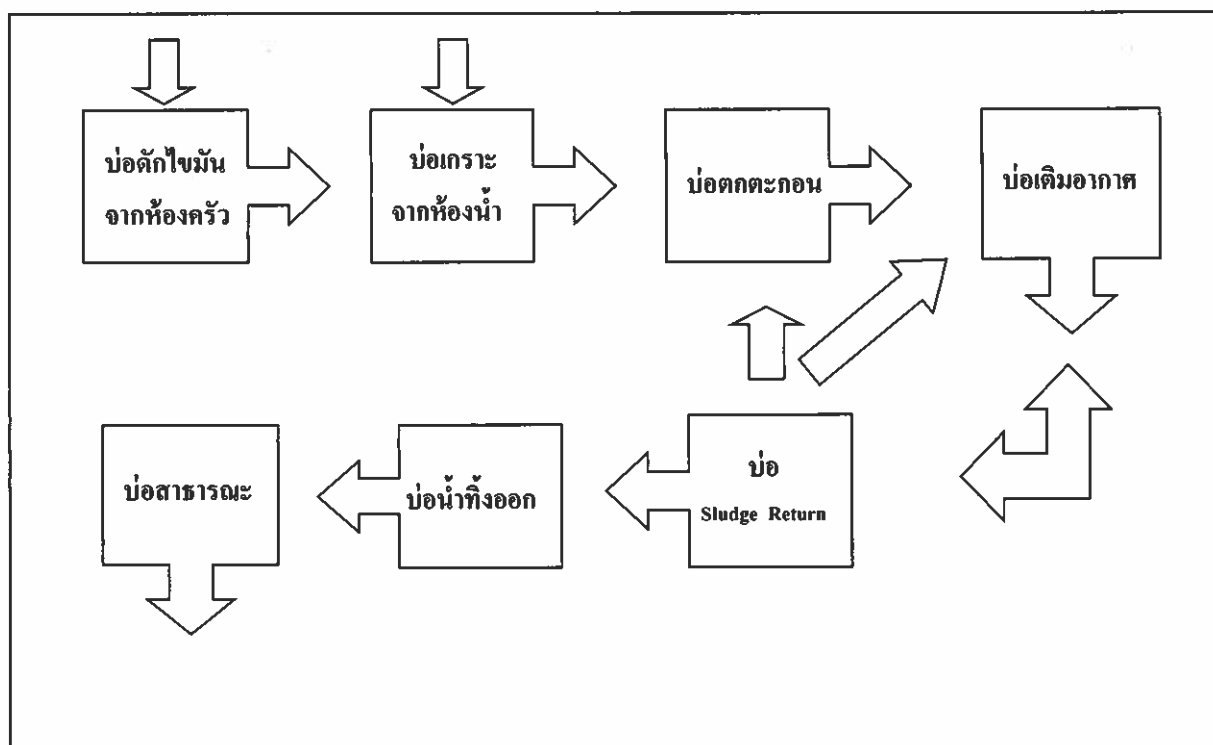 บ่อดักไขมัน
จากห้องครัว
บ่อเกราะ
จากห้องน้ำ
บ่อตกตะกอน
บ่อเติมอากาศ
บ่อสาธารณะ
บ่อน้ำทิ้งออก
บ่อ
Sludge Return